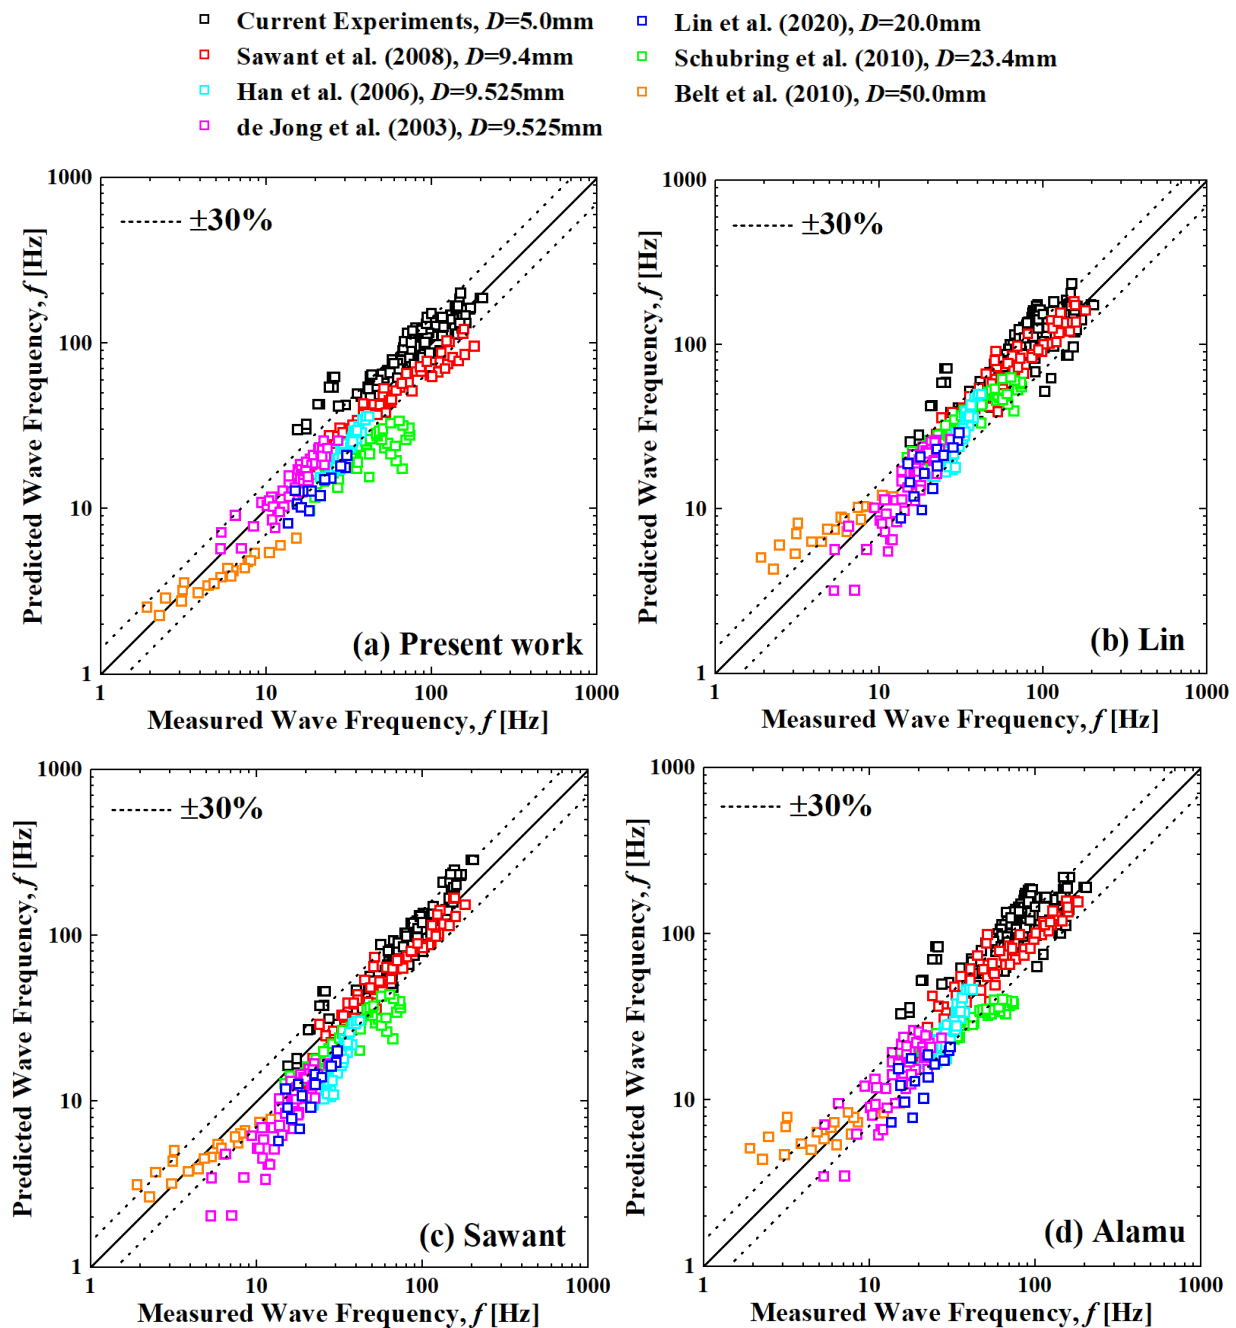 Current Experiments, D=5.0mm
Sawant et al. (2008), D=9.4mm
Han et al. (2006), D=9.525mm
de Jong et al. (2003), D=9.525mm
Lin et al. (2020), D=20.0mm
Schubring et al. (2010), D=23.4mm
Belt et al. (2010), D=50.0mm
Predicted Wave Frequency, f [Hz]
1000
100
10
1
±30%
(a) Present work
1 10 100 1000
Measured Wave Frequency, f [Hz]
Predicted Wave Frequency, f [Hz]
1000
100
10
1
±30%
(b) Lin
1 10 100 1000
Measured Wave Frequency, f [Hz]
Predicted Wave Frequency, f [Hz]
1000
100
10
1
±30%
(c) Sawant
1 10 100 1000
Measured Wave Frequency, f [Hz]
Predicted Wave Frequency, f [Hz]
1000
100
10
1
±30%
(d) Alamu
1 10 100 1000
Measured Wave Frequency, f [Hz]